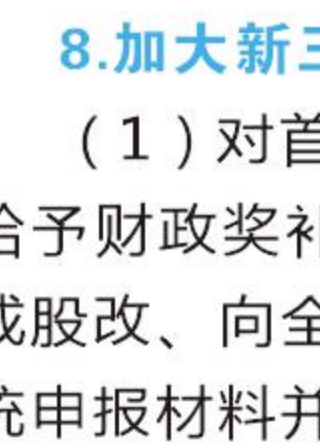 8.加大新三
（1）对首
给予财政奖补
成股改、向全
统申报材料并